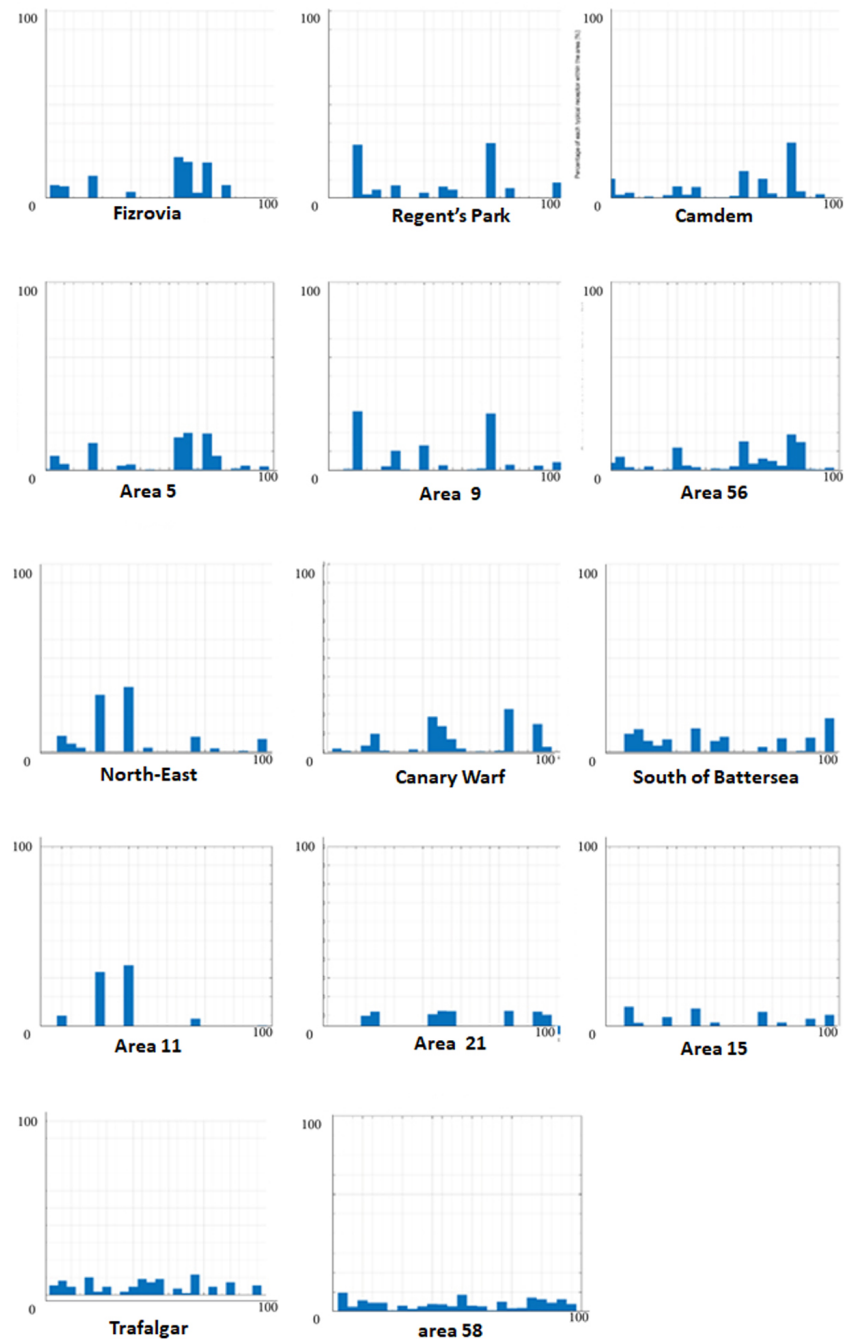 100
100
Percentage of each typical receptor within the area [%]
100
0
100
0
100
0
100
Fizrovia
Regent's Park
Camdem
100
100
100
0
100
0
100
0
100
Area 5
Area 9
Area 56
100
100
100
0
100
0
100
0
100
North-East
Canary Warf
South of Battersea
100
100
100
0
100
0
100
0
100
Area 11
Area 21
Area 15
100
100
0
100
0
100
Trafalgar
area 58